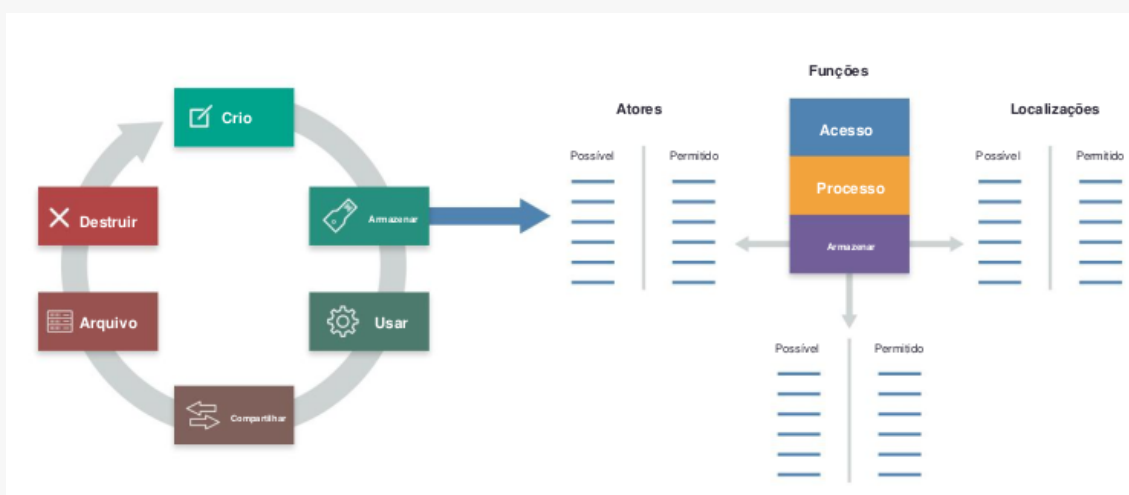 Crio
Destruir
Armazenar
Arquivo
Usar
Compartilhar
Funções
Atores
Localizações
Possível
Permitido
Acesso
Processo
Armazenar
Possível
Permitido
Possível
Permitido